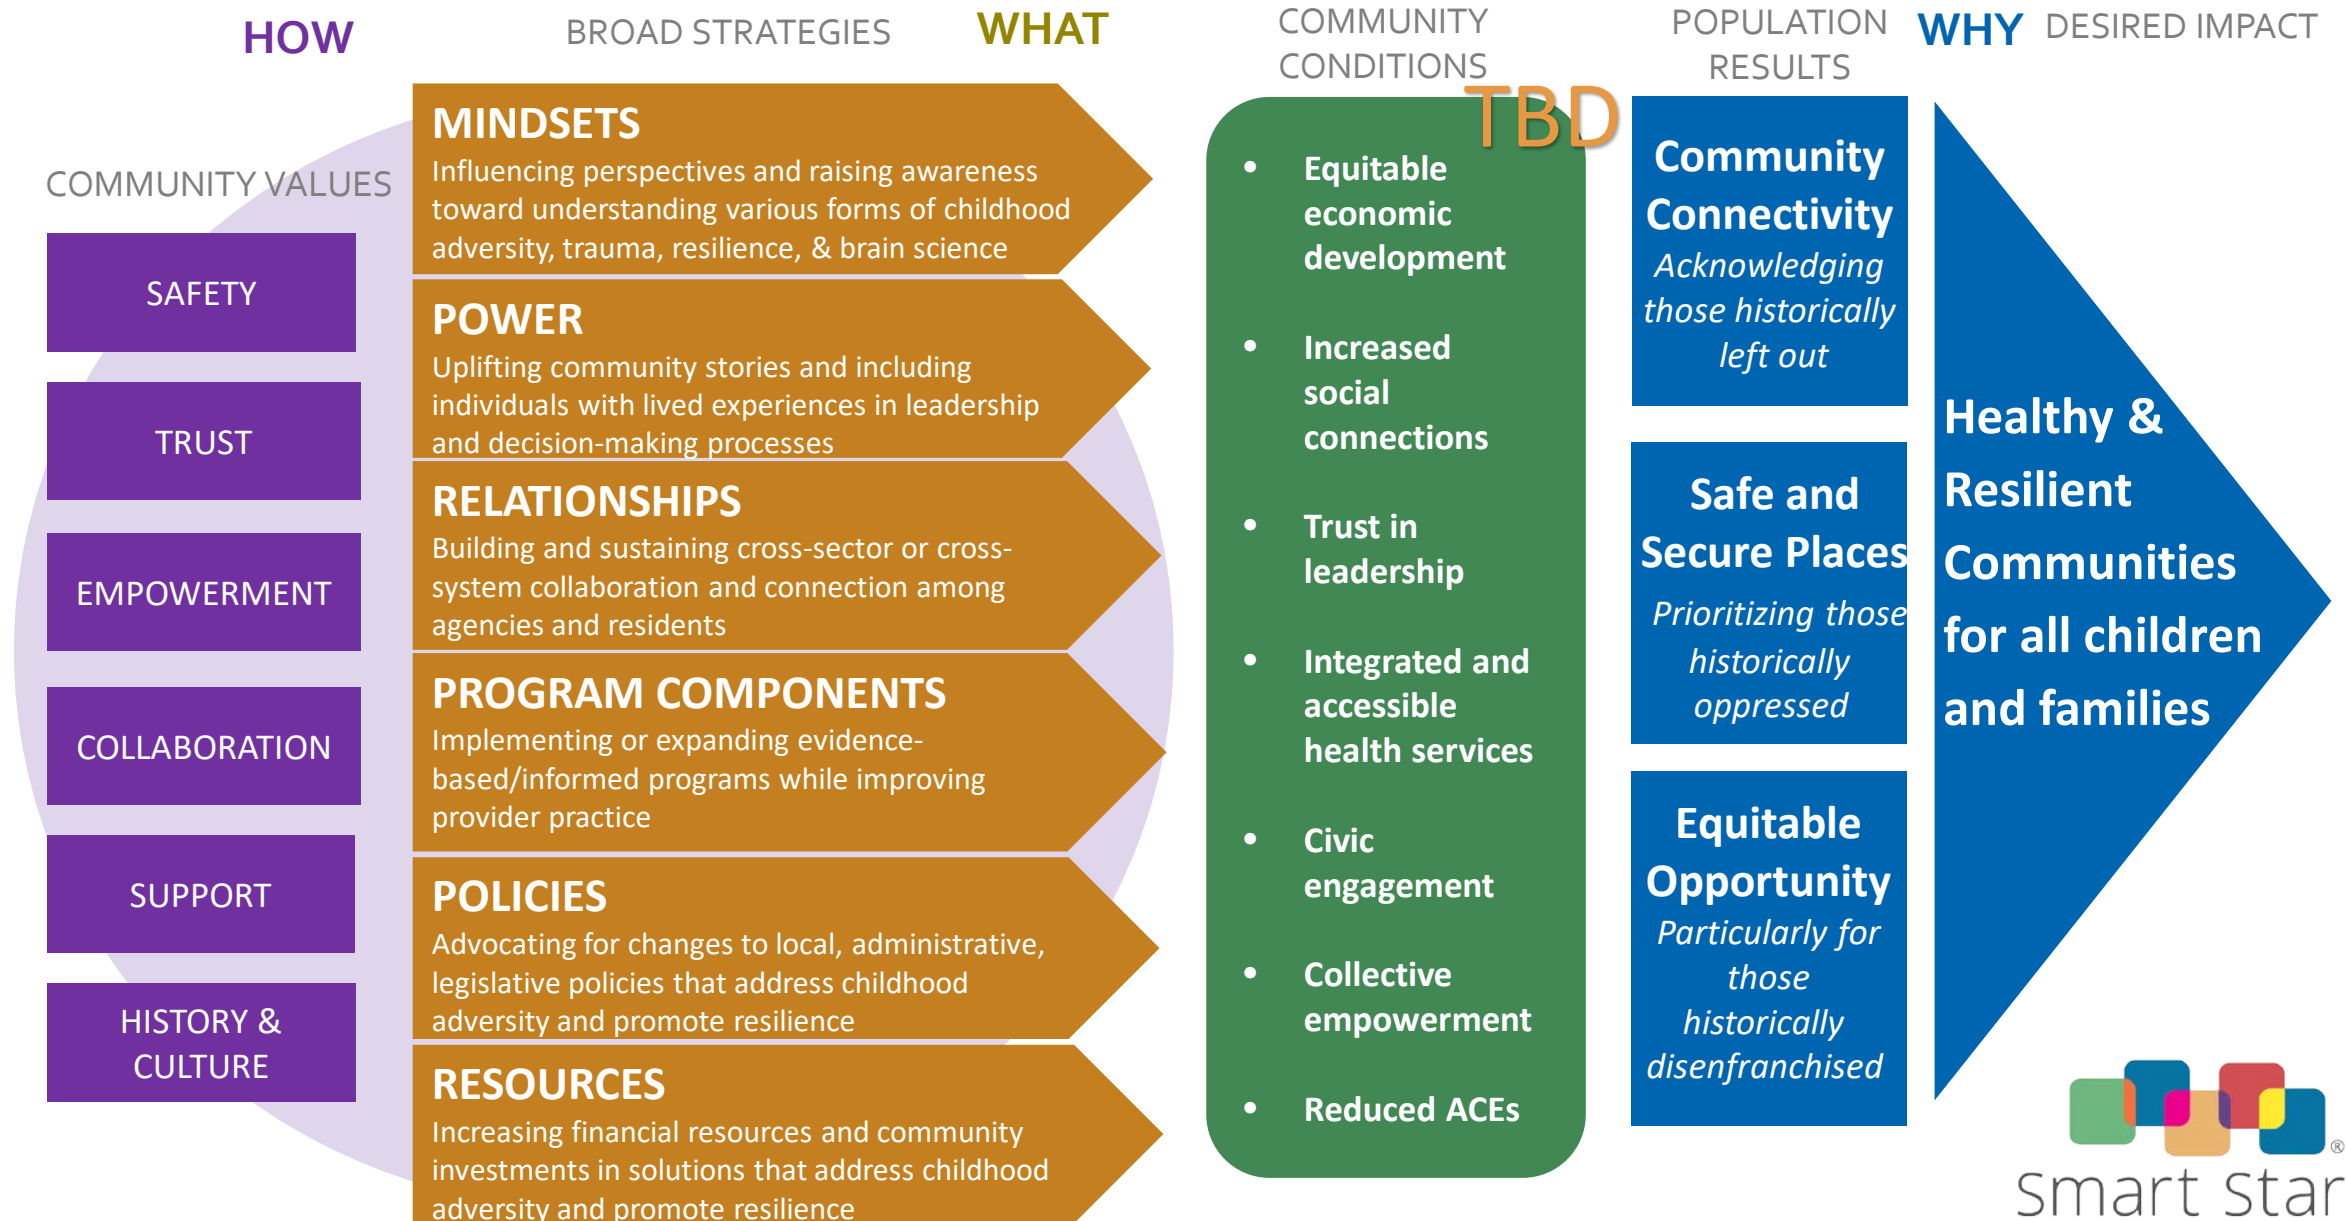 HOW
BROAD STRATEGIES
WHAT
COMMUNITY
CONDITIONS
POPULATION
RESULTS
WHY
DESIRED IMPACT
COMMUNITY VALUES
SAFETY
TRUST
EMPOWERMENT
COLLABORATION
SUPPORT
HISTORY &
CULTURE
MINDSETS
Influencing perspectives and raising awareness
toward understanding various forms of childhood
adversity, trauma, resilience, & brain science
POWER
Uplifting community stories and including
individuals with lived experiences in leadership
and decision-making processes
RELATIONSHIPS
Building and sustaining cross-sector or cross-
system collaboration and connection among
agencies and residents
PROGRAM COMPONENTS
Implementing or expanding evidence-
based/informed programs while improving
provider practice
POLICIES
Advocating for changes to local, administrative,
legislative policies that address childhood
adversity and promote resilience
RESOURCES
Increasing financial resources and community
investments in solutions that address childhood
adversity and promote resilience
TBD
• Equitable
economic
development
• Increased
social
connections
• Trust in
leadership
• Integrated and
accessible
health services
• Civic
engagement
• Collective
empowerment
• Reduced ACEs
Community
Connectivity
Acknowledging
those historically
left out
Safe and
Secure Places
Prioritizing those
historically
oppressed
Equitable
Opportunity
Particularly for
those
historically
disenfranchised
Healthy &
Resilient
Communities
for all children
and families
®
Smart Star